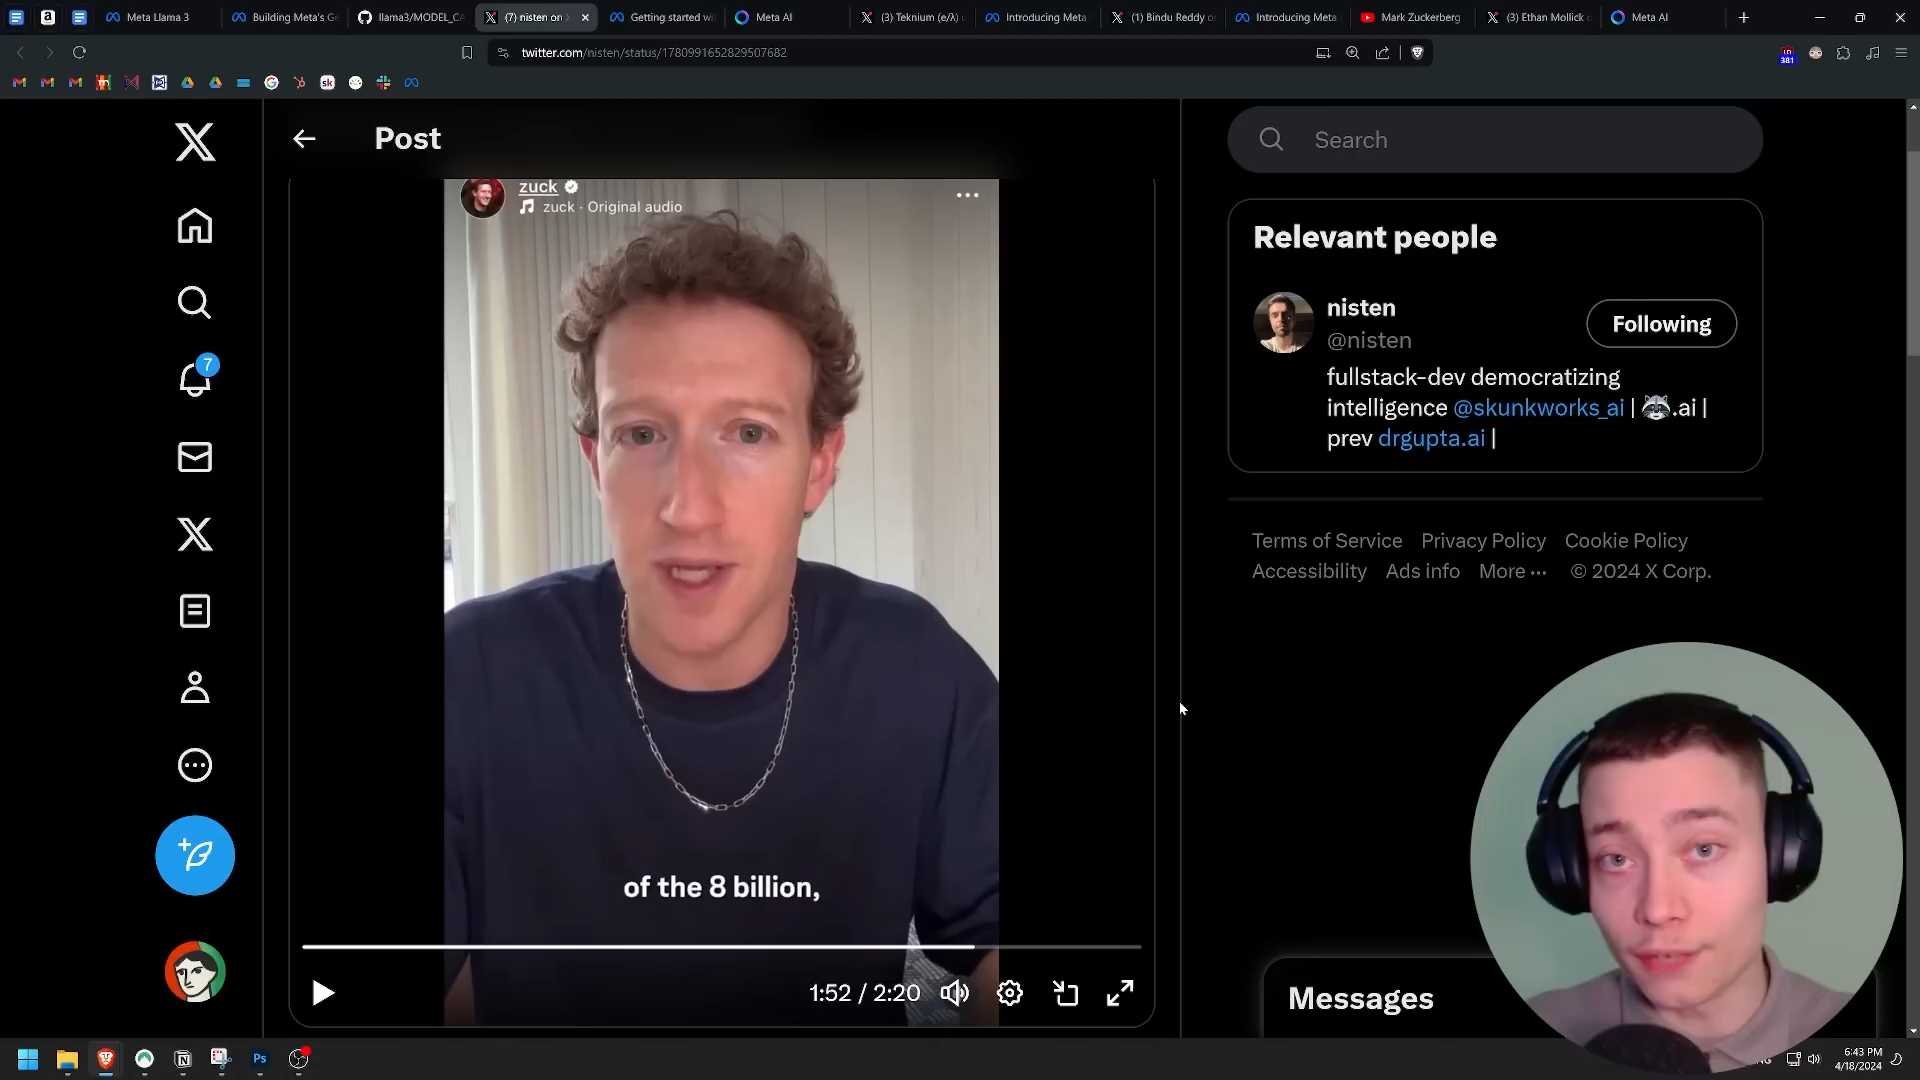 Meta Llama 3
Building Meta's Ge
llama3/MODEL_CA
(7) nisten on X
Getting started wi
Meta AI
(3) Teknium (e/λ) o
Introducing Meta
(1) Bindu Reddy o
Introducing Meta
Mark Zuckerberg
(3) Ethan Mollick o
Meta AI
twitter.com/nisten/status/1780991652829507682
381
Post
Search
zuck
zuck · Original audio
Relevant people
nisten
@nisten
Following
fullstack-dev democratizing
intelligence @skunkworks_ai | 🦝.ai |
prev drgupta.ai |
7
Terms of Service Privacy Policy Cookie Policy
Accessibility Ads info More ··· © 2024 X Corp.
of the 8 billion,
1:52 / 2:20
Messages
Ps
6:43 PM
4/18/2024